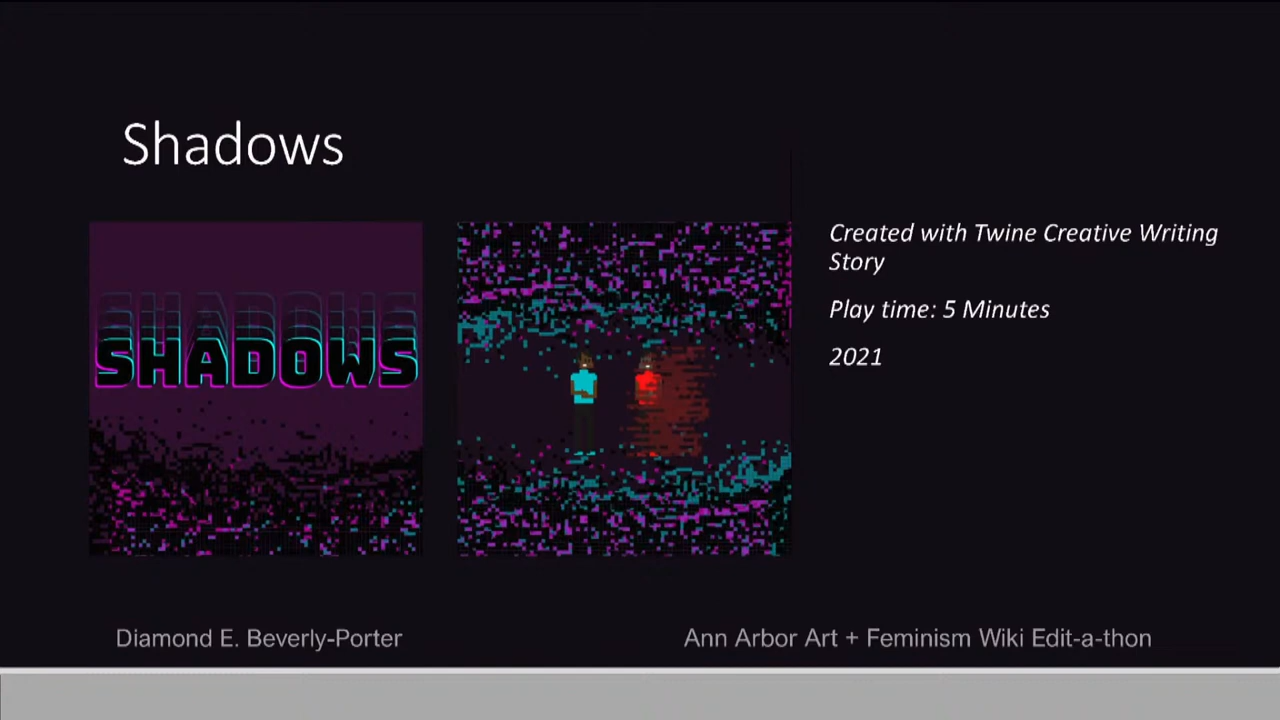 Shadows
SHADOWS
SHADOWS
Created with Twine Creative Writing
Story
Play time: 5 Minutes
2021
Diamond E. Beverly-Porter
Ann Arbor Art + Feminism Wiki Edit-a-thon